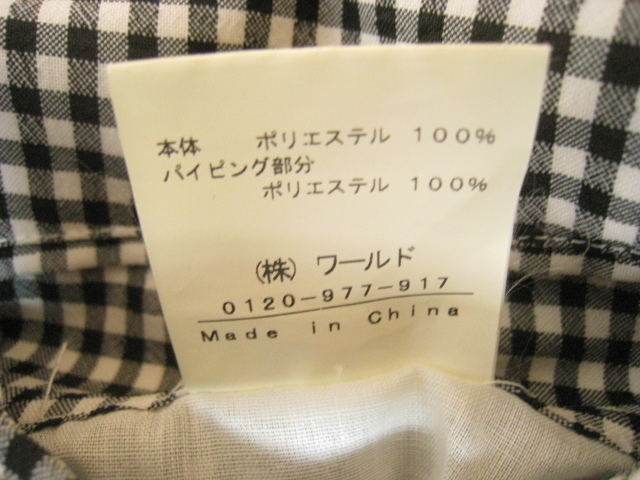 本体 ポリエステル 100%
パイピング部分
ポリエステル 100%
(株) ワールド
0120-977-917
Made in China